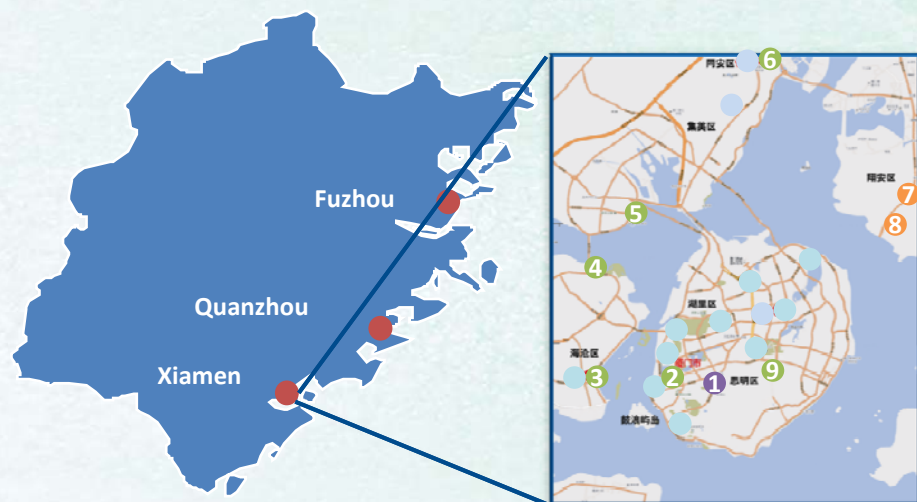 Fuzhou
Quanzhou
Xiamen
同安区
6
集美区
翔安区
7
8
5
4
湖里区
海沧区
3
2
1
思明区
9
鼓浪屿岛